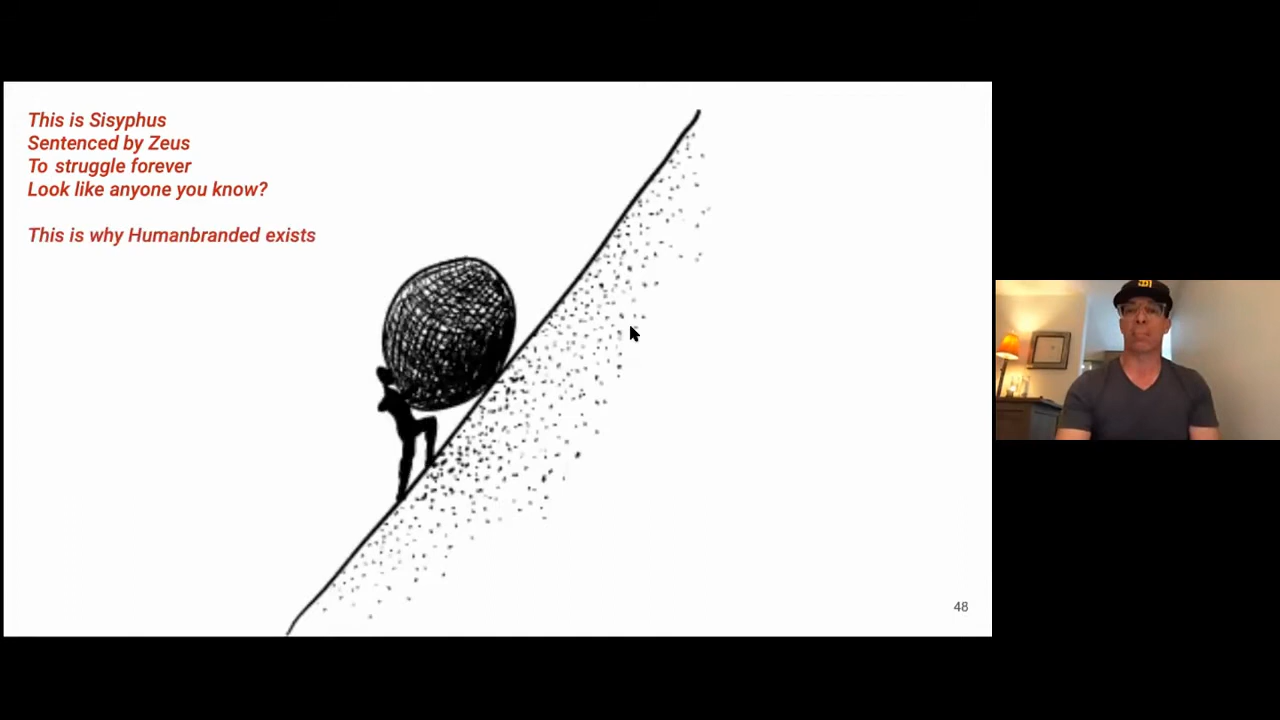 This is Sisyphus
Sentenced by Zeus
To struggle forever
Look like anyone you know?
This is why Humanbranded exists
48